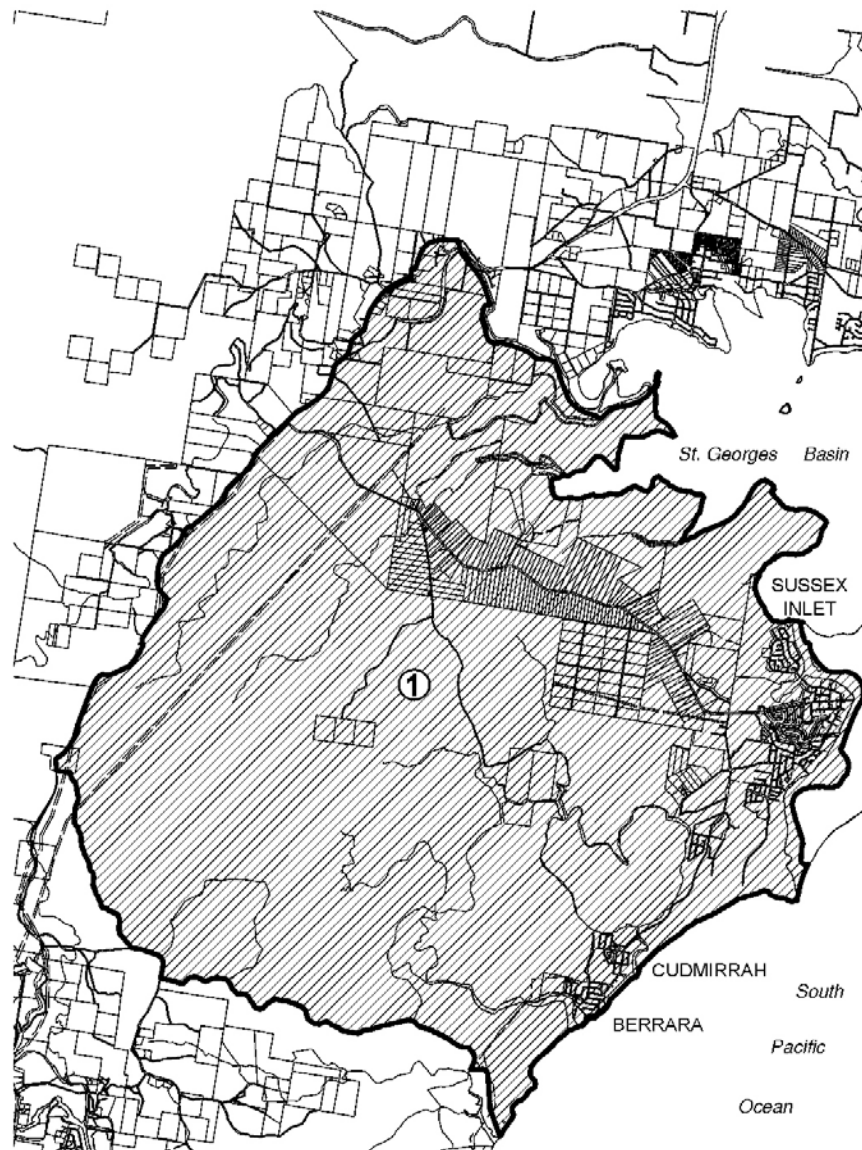 St. Georges Basin
SUSSEX
INLET
1
CUDMIRRAH
South
BERRARA
Pacific
Ocean